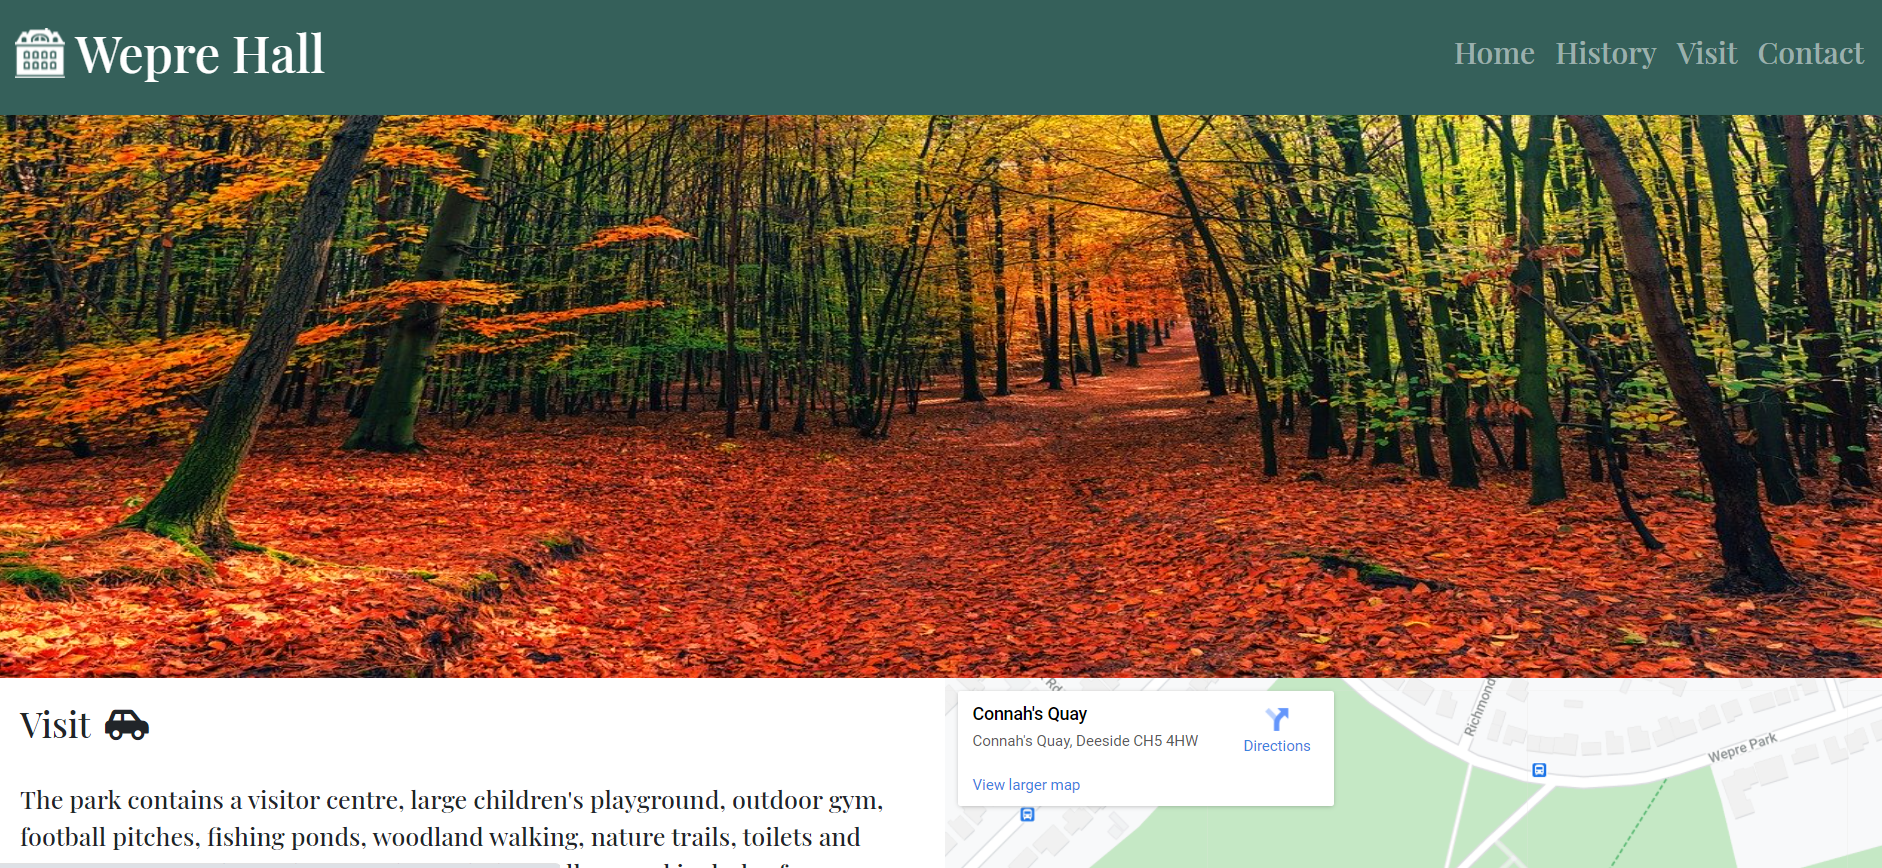 Wepre Hall
Home History Visit Contact
Visit
The park contains a visitor centre, large children's playground, outdoor gym,
football pitches, fishing ponds, woodland walking, nature trails, toilets and
Connah's Quay
Connah's Quay, Deeside CH5 4HW
Directions
View larger map
Rd
Richmond
Wepre Park